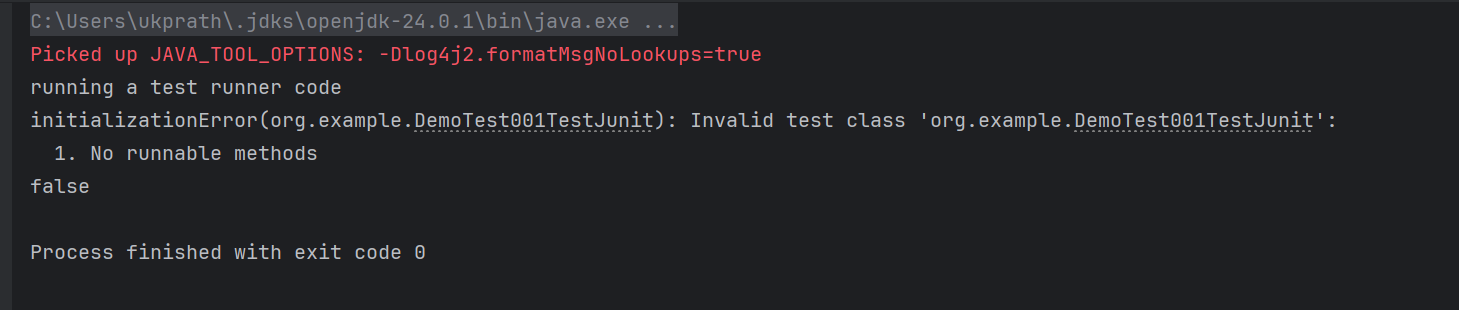 C:\Users\ukprath\.jdks\openjdk-24.0.1\bin\java.exe ...
Picked up JAVA_TOOL_OPTIONS: -Dlog4j2.formatMsgNoLookups=true
running a test runner code
initializationError(org.example.DemoTest001TestJunit): Invalid test class 'org.example.DemoTest001TestJunit':
  1. No runnable methods
false
Process finished with exit code 0